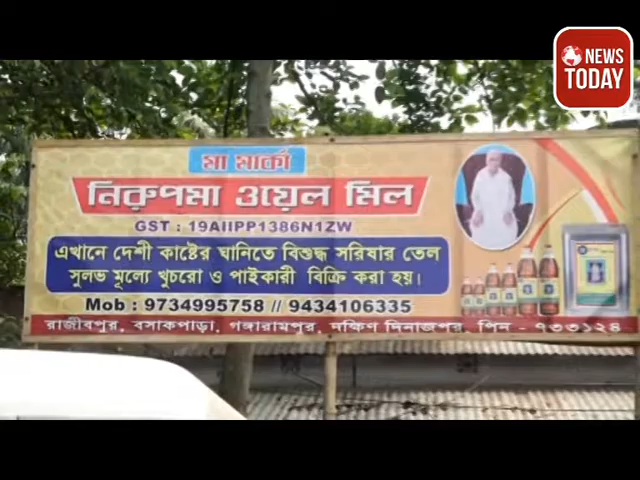 NEWS
TODAY
মা মার্কা
নিরুপমা ওয়েল মিল
GST : 19AIIPP1386N1ZW
এখানে দেশী কাষ্টের ঘানিতে বিশুদ্ধ সরিষার তেল
সুলভ মূল্যে খুচরো ও পাইকারী বিক্রি করা হয়।
Mob : 9734995758 // 9434106335
রাজীবপুর, বসাকপাড়া, গঙ্গারামপুর, দক্ষিণ দিনাজপুর, পিন - ৭৩৩১২৪